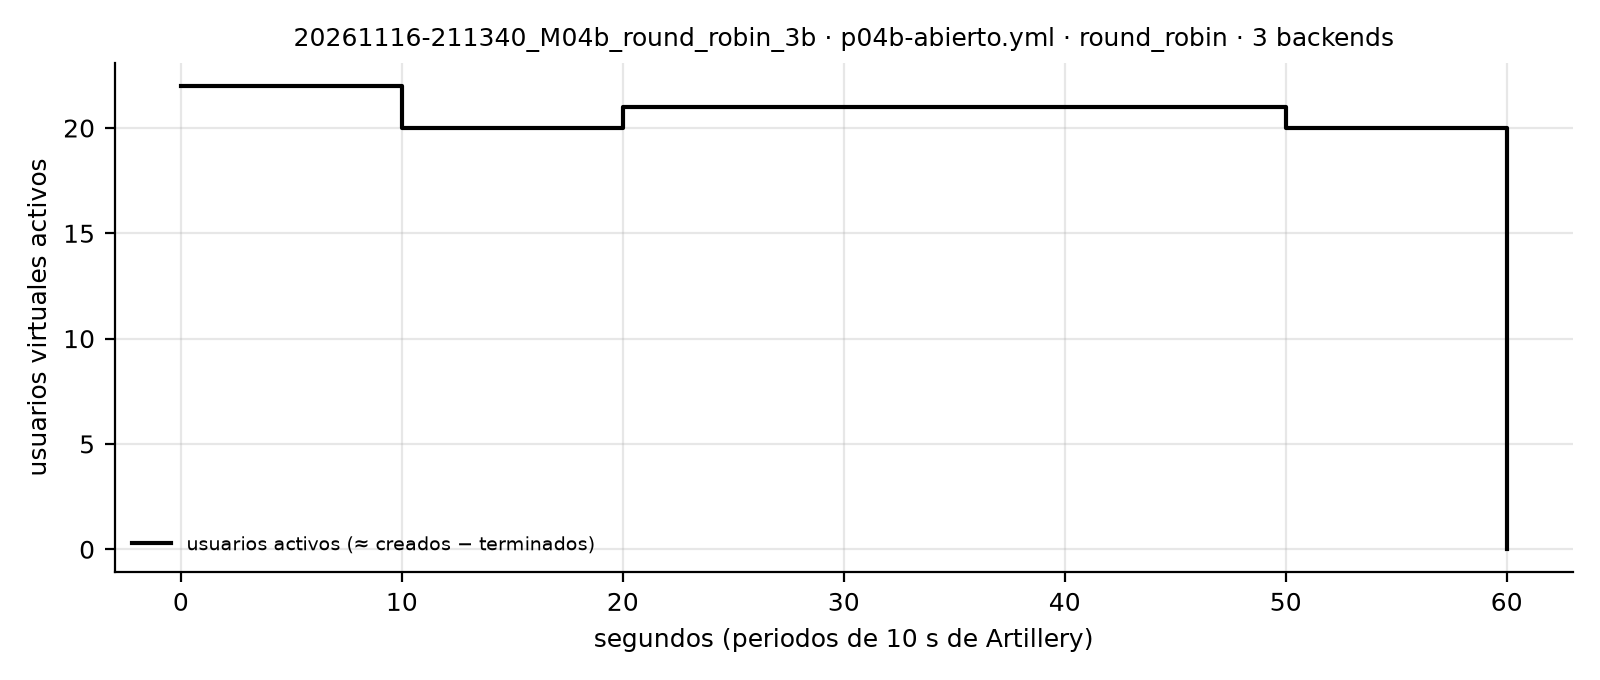 20261116-211340_M04b_round_robin_3b · p04b-abierto.yml · round_robin · 3 backends
usuarios virtuales activos
20
15
10
5
0
usuarios activos (≈ creados − terminados)
0 10 20 30 40 50 60
segundos (periodos de 10 s de Artillery)